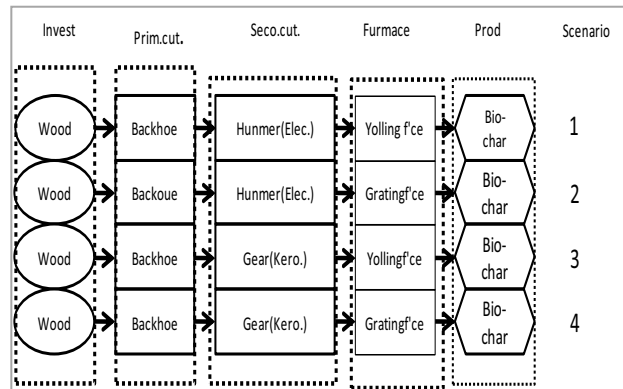 Invest Prim.cut. Seco.cut. Furmace Prod Scenario
Wood Backhoe Hunmer(Elec.) Yolling f'ce Bio-
char 1
Wood Backoue Hunmer(Elec.) Gratingf'ce Bio-
char 2
Wood Backhoe Gear(Kero.) Yollingf'ce Bio-
char 3
Wood Backhoe Gear(Kero.) Gratingf'ce Bio-
char 4